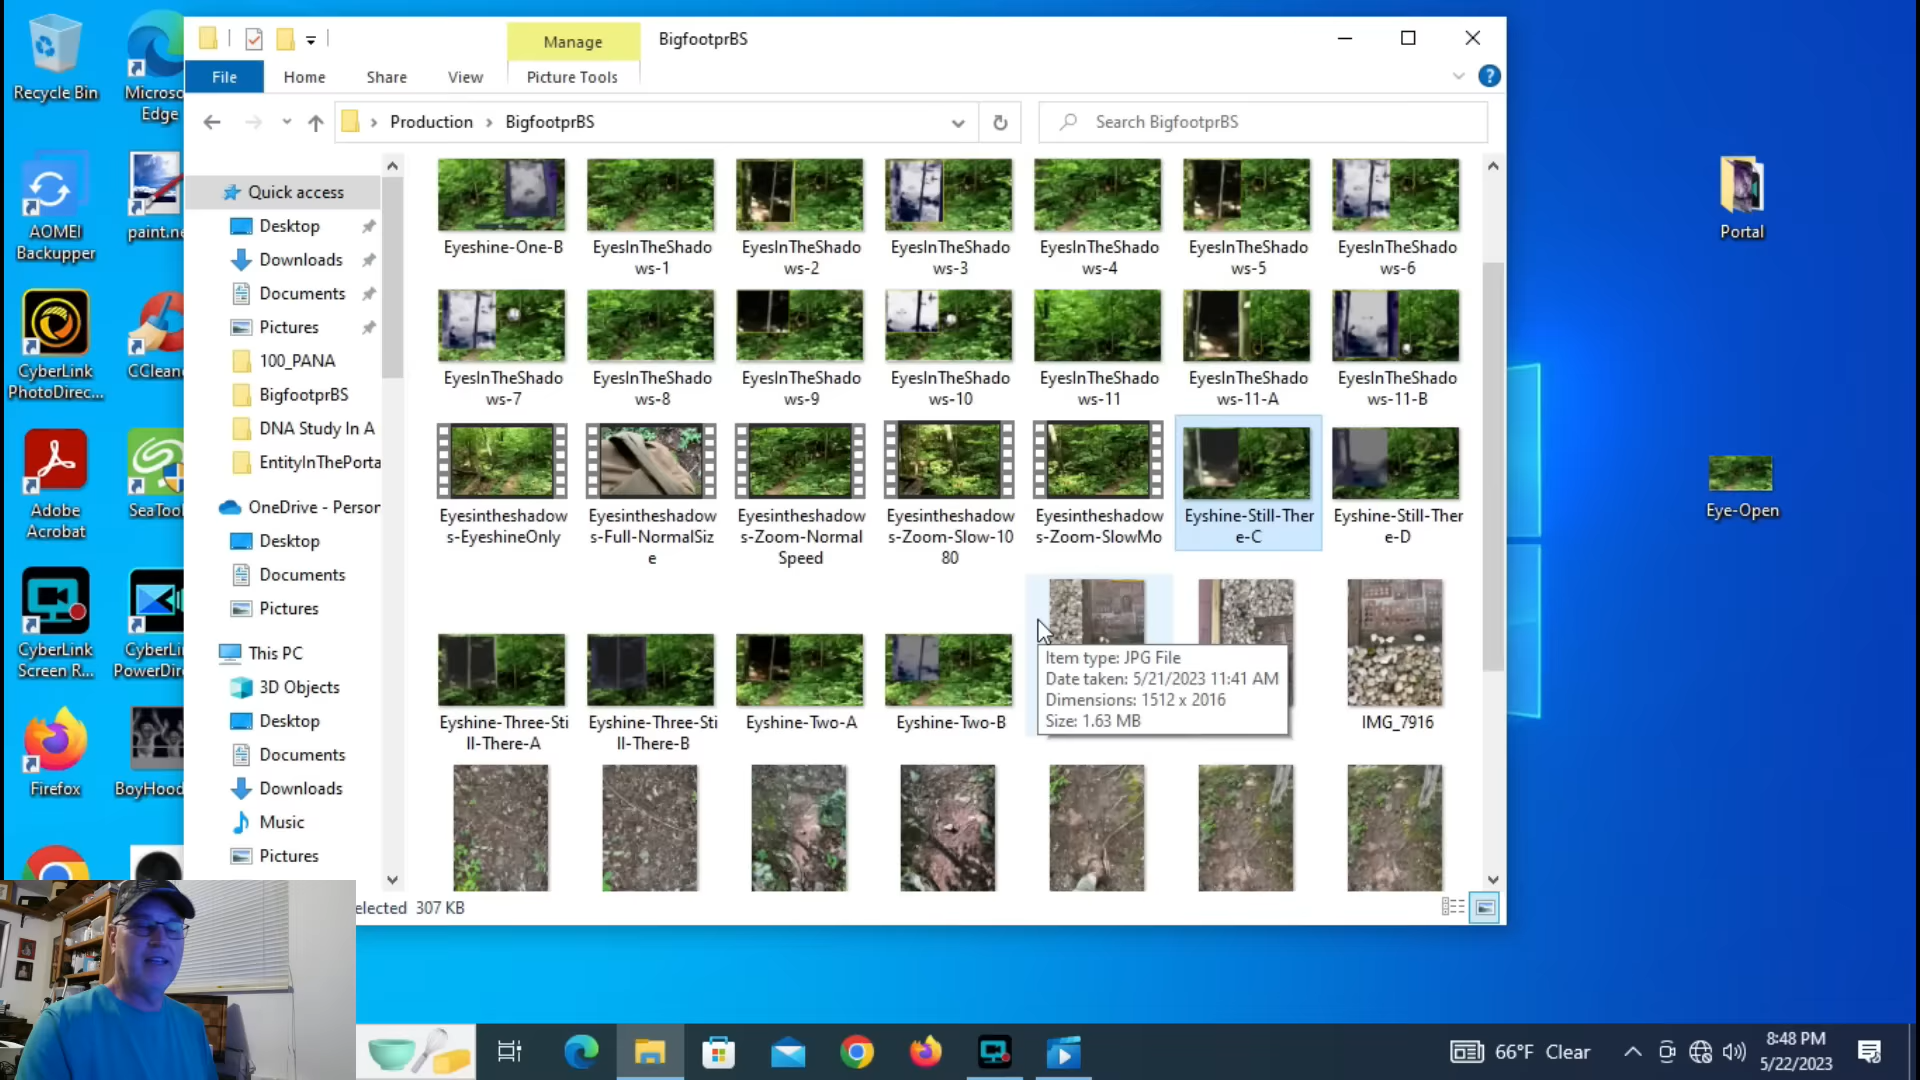 Manage
BigfootprBS
File
Home
Share
View
Picture Tools
Production
BigfootprBS
Search BigfootprBS
Recycle Bin
Microso
Edge
AOMEI
Backupper
paint.ne
CyberLink
PhotoDirec...
CClean
Adobe
Acrobat
SeaToo
CyberLink
Screen R...
CyberLi
PowerDir
Firefox
BoyHood
Quick access
Desktop
Downloads
Documents
Pictures
100_PANA
BigfootprBS
DNA Study In A
EntityInThePorta
OneDrive - Person
Desktop
Documents
Pictures
This PC
3D Objects
Desktop
Documents
Downloads
Music
Pictures
Eyeshine-One-B
EyesInTheShado
ws-1
EyesInTheShado
ws-2
EyesInTheShado
ws-3
EyesInTheShado
ws-4
EyesInTheShado
ws-5
EyesInTheShado
ws-6
EyesInTheShado
ws-7
EyesInTheShado
ws-8
EyesInTheShado
ws-9
EyesInTheShado
ws-10
EyesInTheShado
ws-11
EyesInTheShado
ws-11-A
EyesInTheShado
ws-11-B
Eyesintheshadow
s-EyeshineOnly
Eyesintheshadow
s-Full-NormalSiz
e
Eyesintheshadow
s-Zoom-Normal
Speed
Eyesintheshadow
s-Zoom-Slow-10
80
Eyesintheshadow
s-Zoom-SlowMo
Eyshine-Still-Ther
e-C
Eyshine-Still-Ther
e-D
Eyshine-Three-Sti
ll-There-A
Eyshine-Three-Sti
ll-There-B
Eyshine-Two-A
Eyshine-Two-B
Item type: JPG File
Date taken: 5/21/2023 11:41 AM
Dimensions: 1512 x 2016
Size: 1.63 MB
IMG_7916
elected 307 KB
Portal
Eye-Open
66°F Clear
8:48 PM
5/22/2023